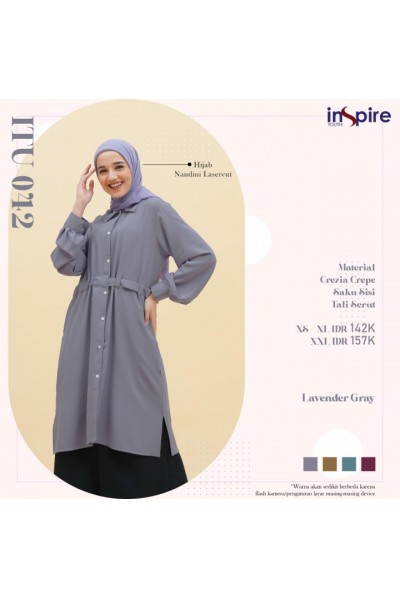 ITU 042
inspire
YOUTH
Hijab
Nandini Lasercut
Material
Crezia Crepe
Saku Sisi
Tali Serut
XS - XL IDR 142K
XXL IDR 157K
Lavender Gray
*Warna akan sedikit berbeda karena
flash kamera/pengaturan layar masing-masing device